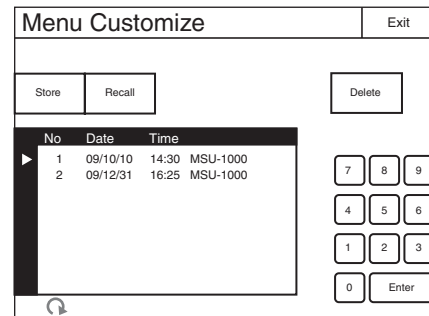 Menu Customize Exit
Store Recall Delete
No Date Time
1 09/10/10 14:30 MSU-1000
2 09/12/31 16:25 MSU-1000
7 8 9
4 5 6
1 2 3
0 Enter